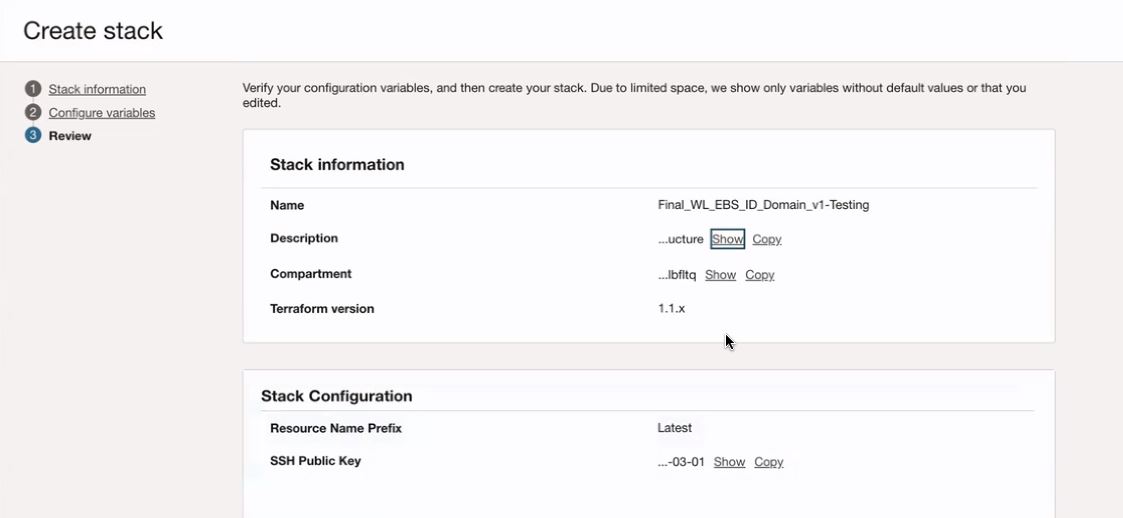 Create stack
1 Stack information
2 Configure variables
3 Review
Verify your configuration variables, and then create your stack. Due to limited space, we show only variables without default values or that you
edited.
Stack information
Name Final_WL_EBS_ID_Domain_v1-Testing
Description ...ucture Show Copy
Compartment ...lbfltq Show Copy
Terraform version 1.1.x
Stack Configuration
Resource Name Prefix Latest
SSH Public Key ...-03-01 Show Copy